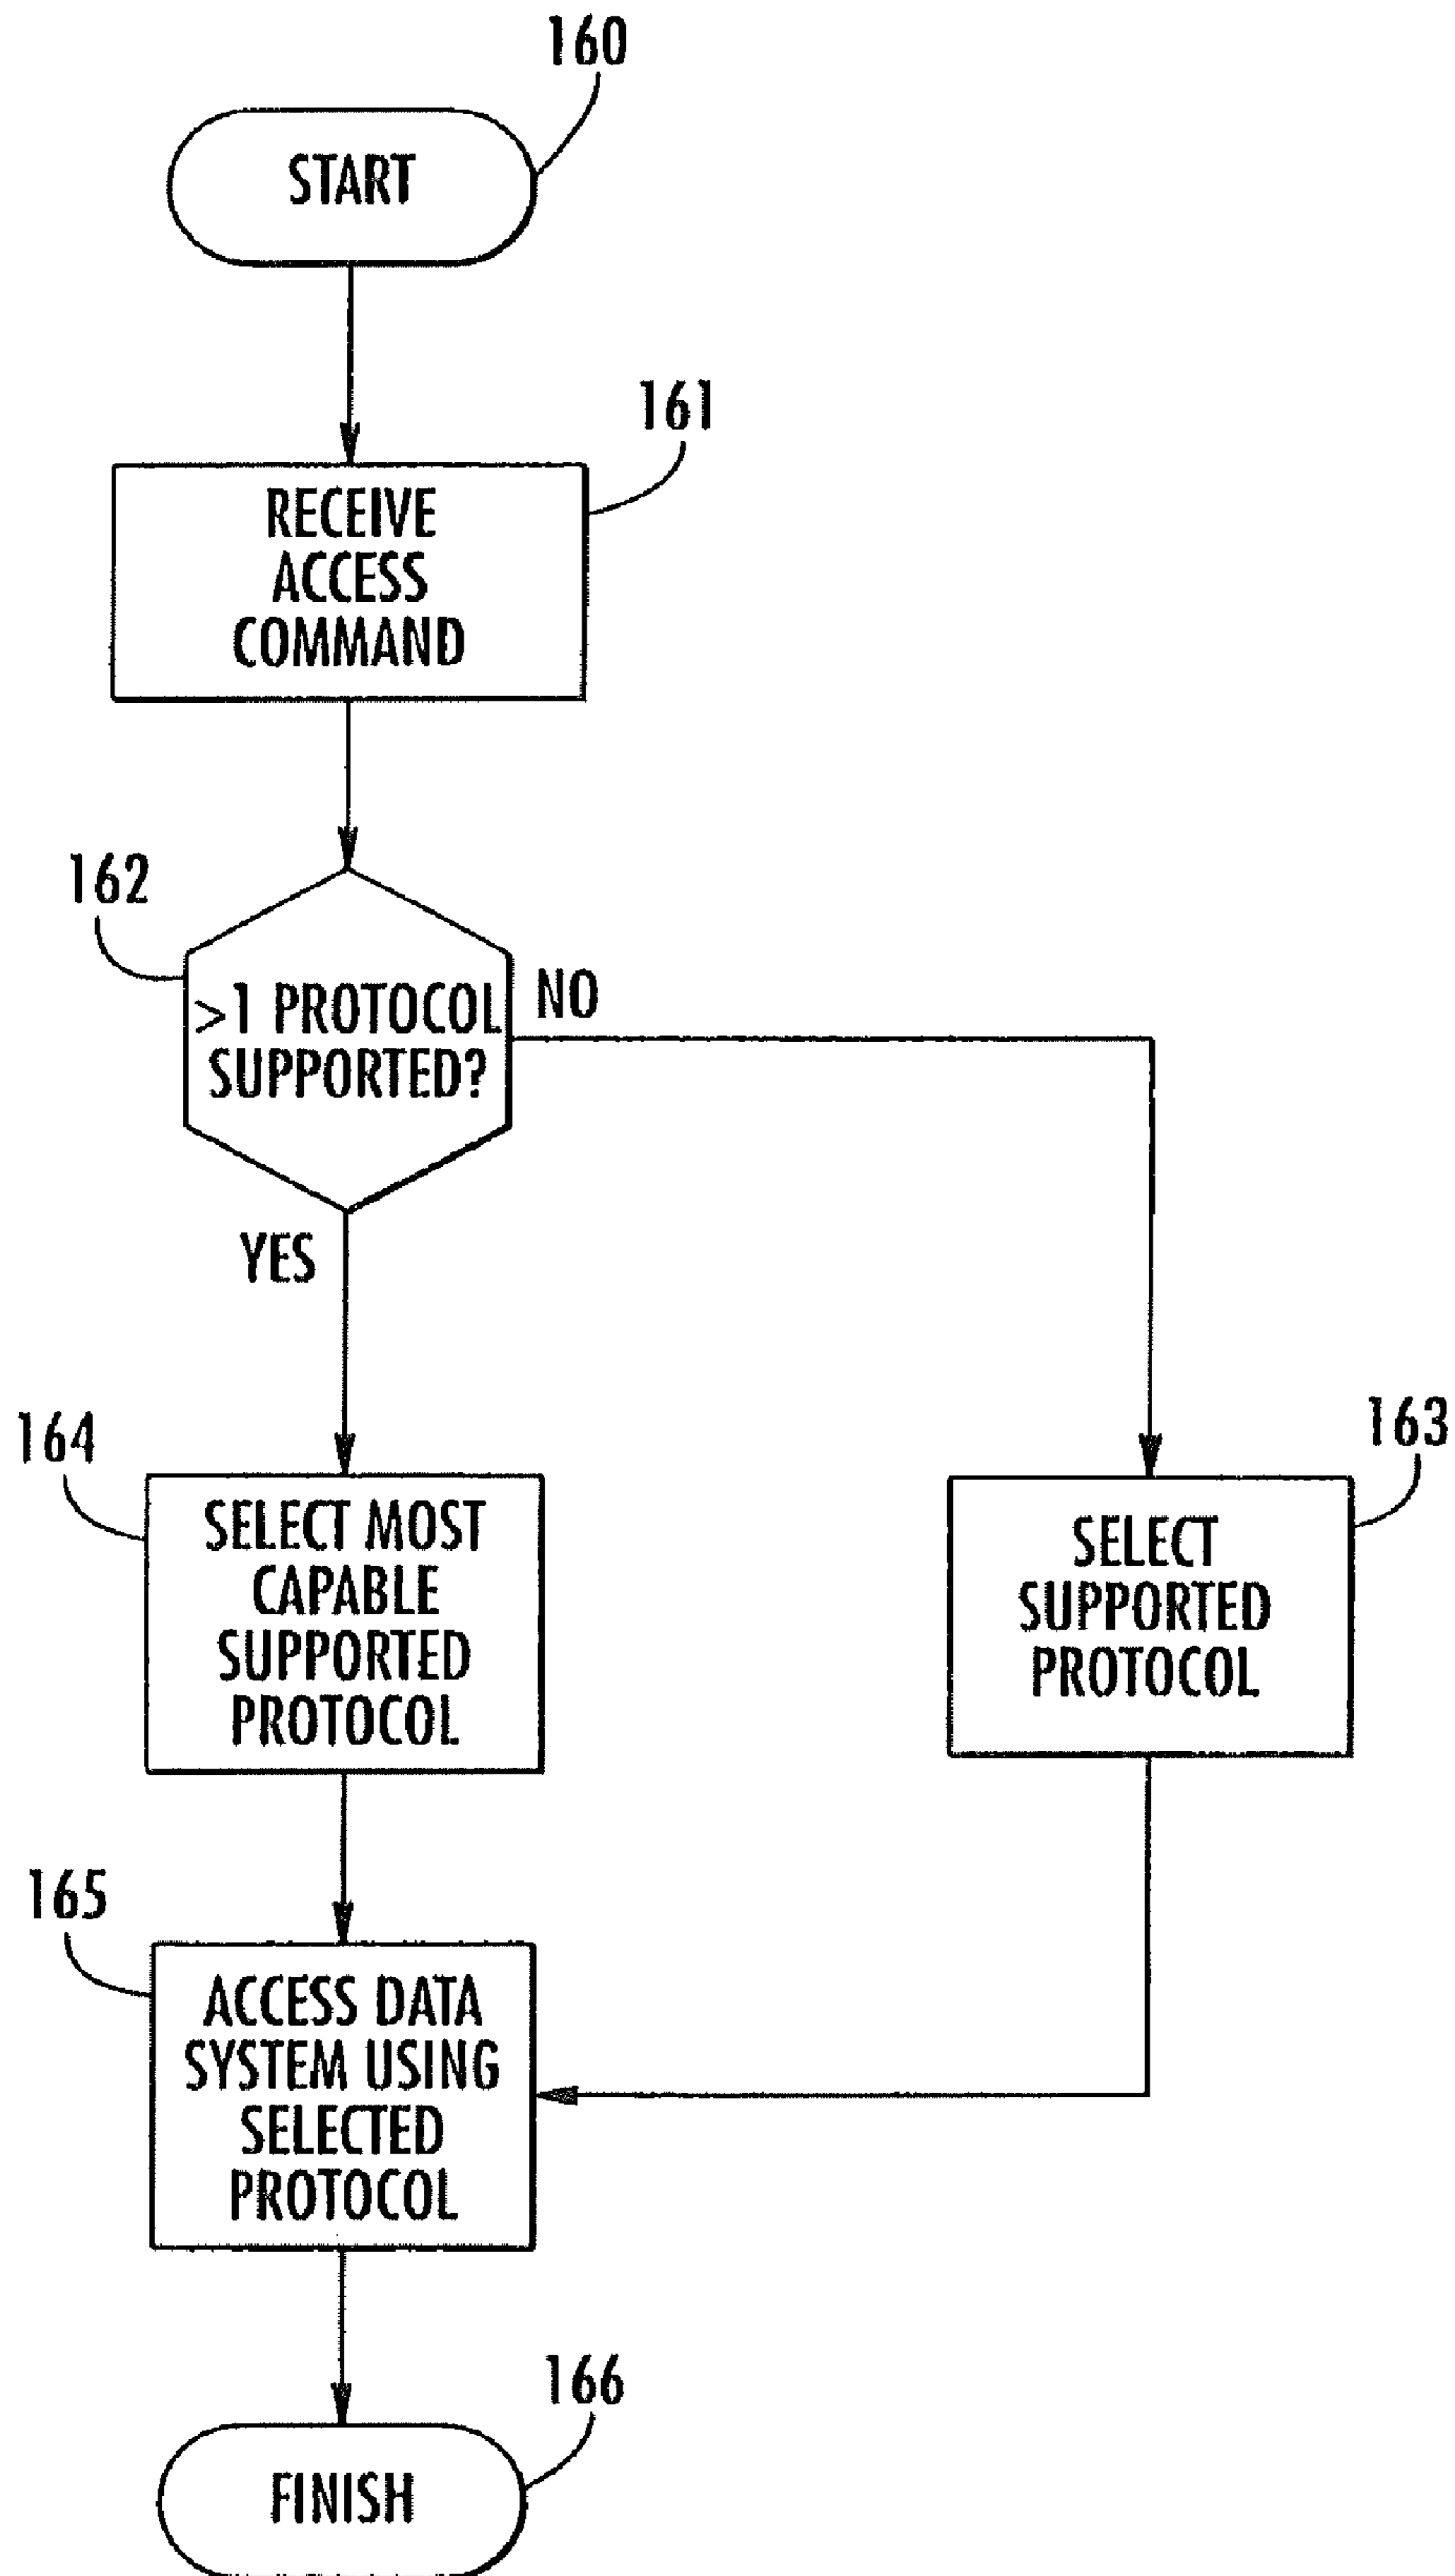 160
START
161
RECEIVE
ACCESS
COMMAND
162
>1 PROTOCOL
SUPPORTED?
NO
YES
164
SELECT MOST
CAPABLE
SUPPORTED
PROTOCOL
163
SELECT
SUPPORTED
PROTOCOL
165
ACCESS DATA
SYSTEM USING
SELECTED
PROTOCOL
166
FINISH